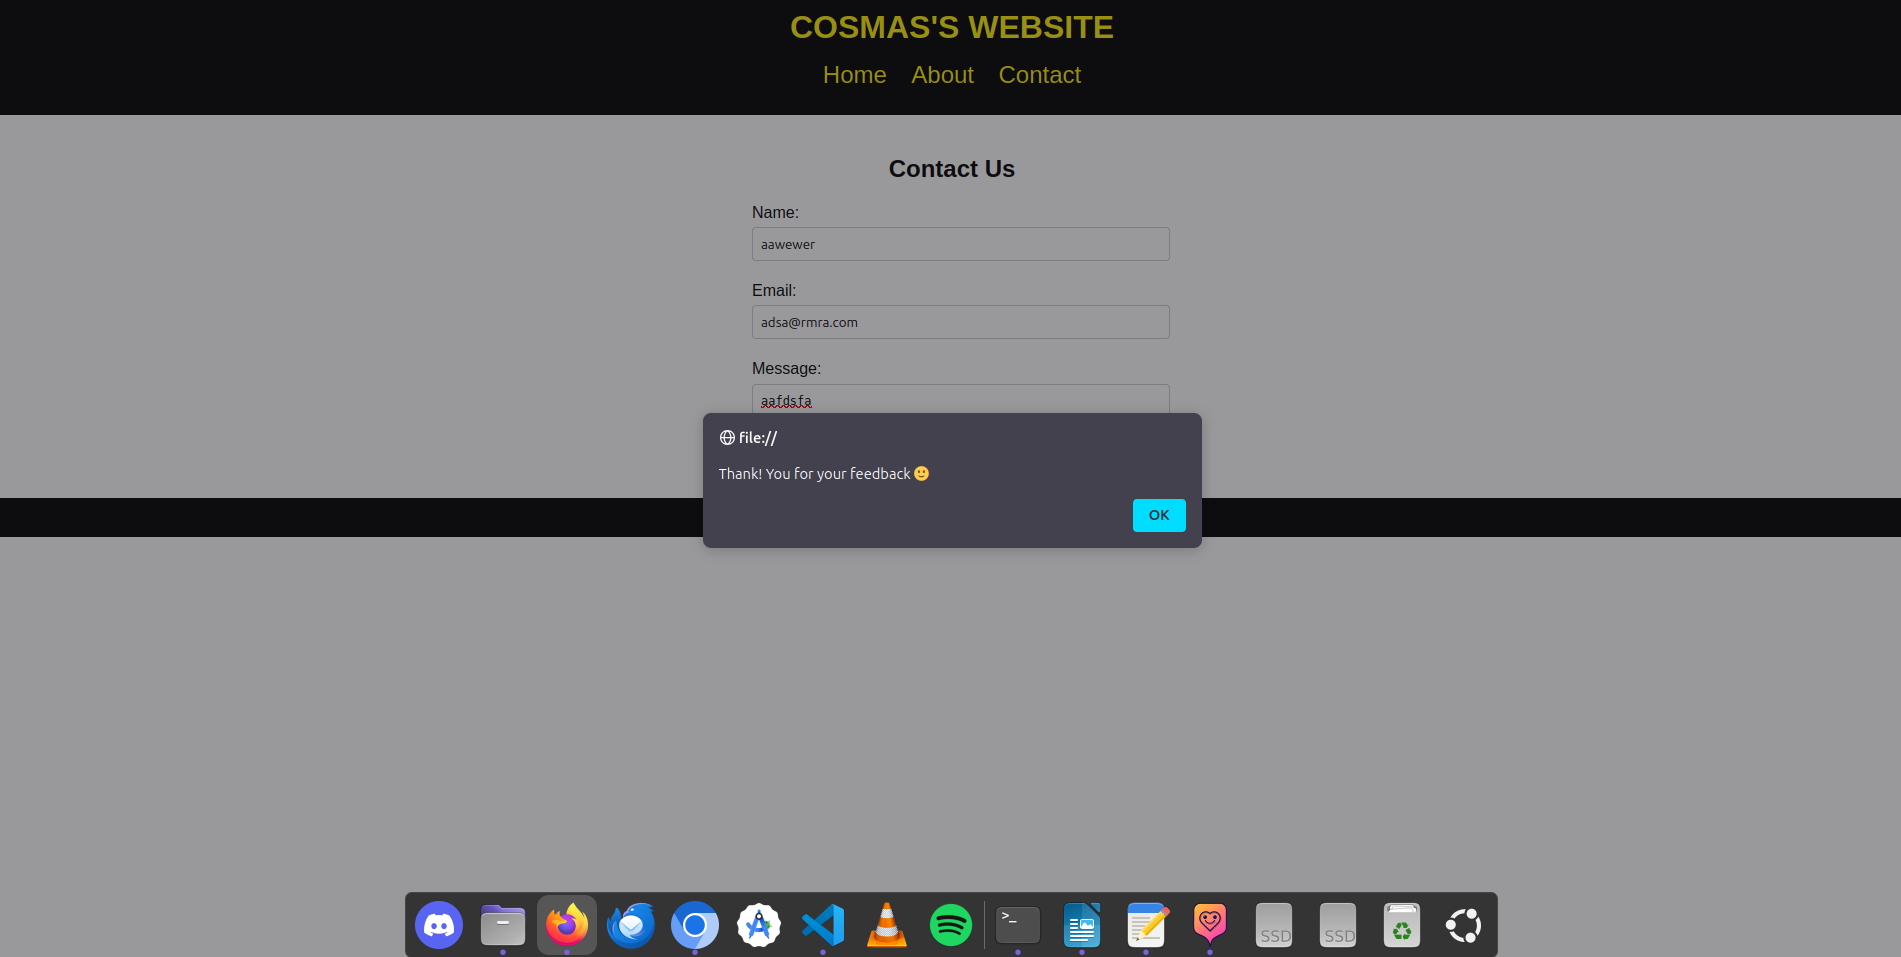 COSMAS'S WEBSITE
Home About Contact
Contact Us
Name:
aawewer
Email:
adsa@rmra.com
Message:
aafdsfa
file://
Thank! You for your feedback 🙂
OK
>_
SSD SSD